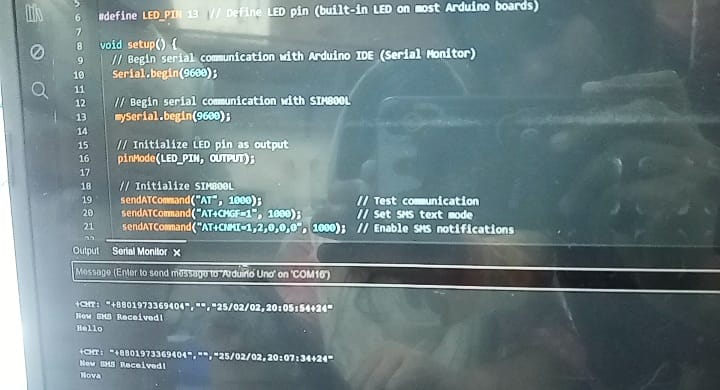 5
6 #define LED_PIN 13 // Define LED pin (built-in LED on most Arduino boards)
7
8 void setup() {
9 // Begin serial communication with Arduino IDE (Serial Monitor)
10 Serial.begin(9600);
11
12 // Begin serial communication with SIM800L
13 mySerial.begin(9600);
14
15 // Initialize LED pin as output
16 pinMode(LED_PIN, OUTPUT);
17
18 // Initialize SIM800L
19 sendATCommand("AT", 1000); // Test communication
20 sendATCommand("AT+CMGF=1", 1000); // Set SMS text mode
21 sendATCommand("AT+CNMI=1,2,0,0,0", 1000); // Enable SMS notifications
22
Output Serial Monitor ×
Message (Enter to send message to 'Arduino Uno' on 'COM16')
+CMT: "+8801973369404","","25/02/02,20:05:54+24"
New SMS Received!
Hello
+CMT: "+8801973369404","","25/02/02,20:07:34+24"
New SMS Received!
Nova